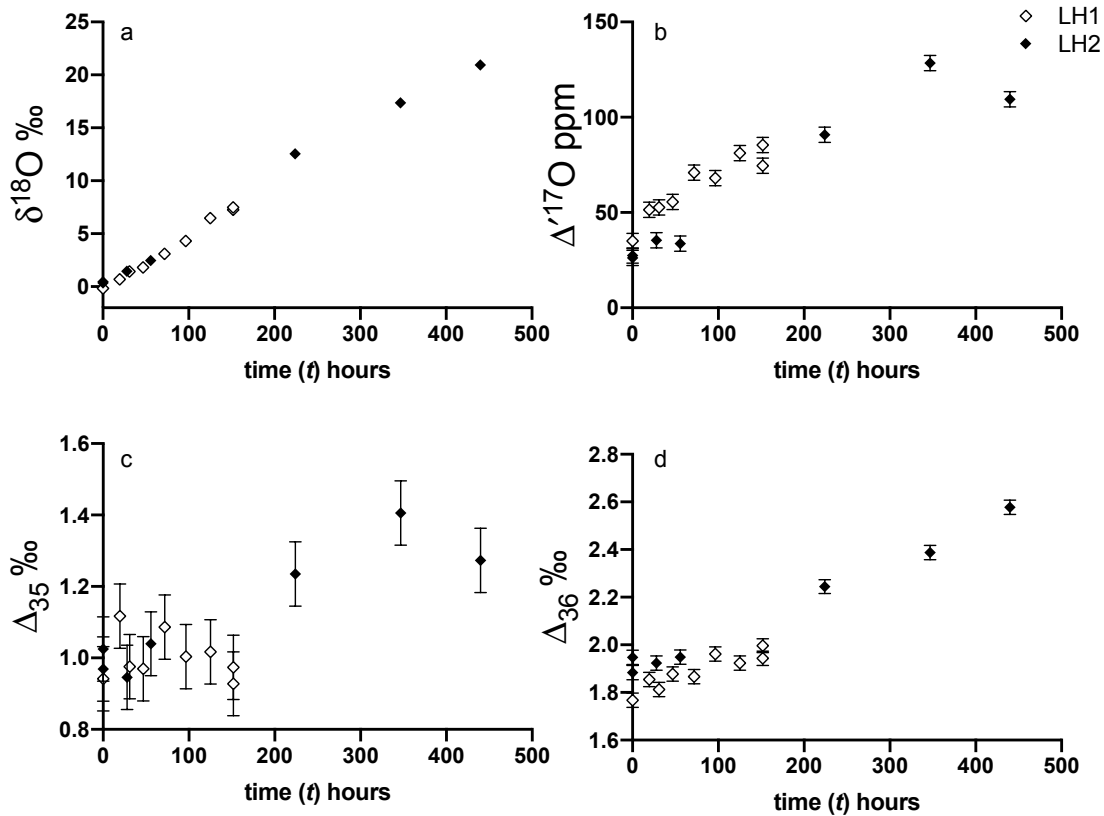 LH1
LH2
a
δ18O ‰
25
20
15
10
5
0
0 100 200 300 400 500
time (t) hours
b
Δ′17O ppm
150
100
50
0
0 100 200 300 400 500
time (t) hours
c
Δ35 ‰
1.6
1.4
1.2
1.0
0.8
0 100 200 300 400 500
time (t) hours
d
Δ36 ‰
2.8
2.6
2.4
2.2
2.0
1.8
1.6
0 100 200 300 400 500
time (t) hours